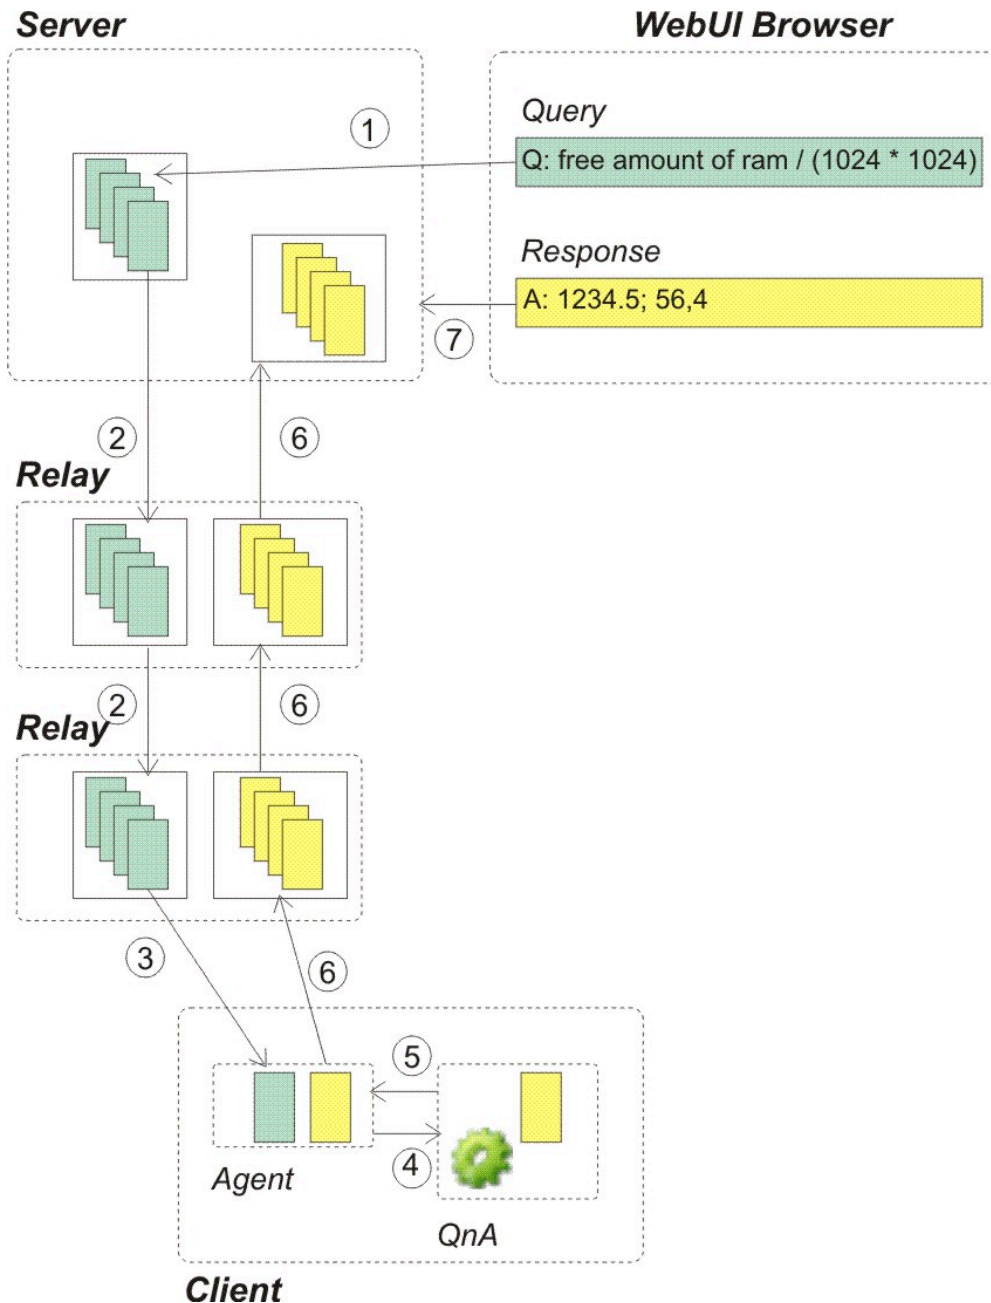 Server
WebUI Browser
Query
1
Q: free amount of ram / (1024 * 1024)
Response
A: 1234.5; 56,4
7
2
6
Relay
2
6
Relay
3
6
5
4
Agent
QnA
Client